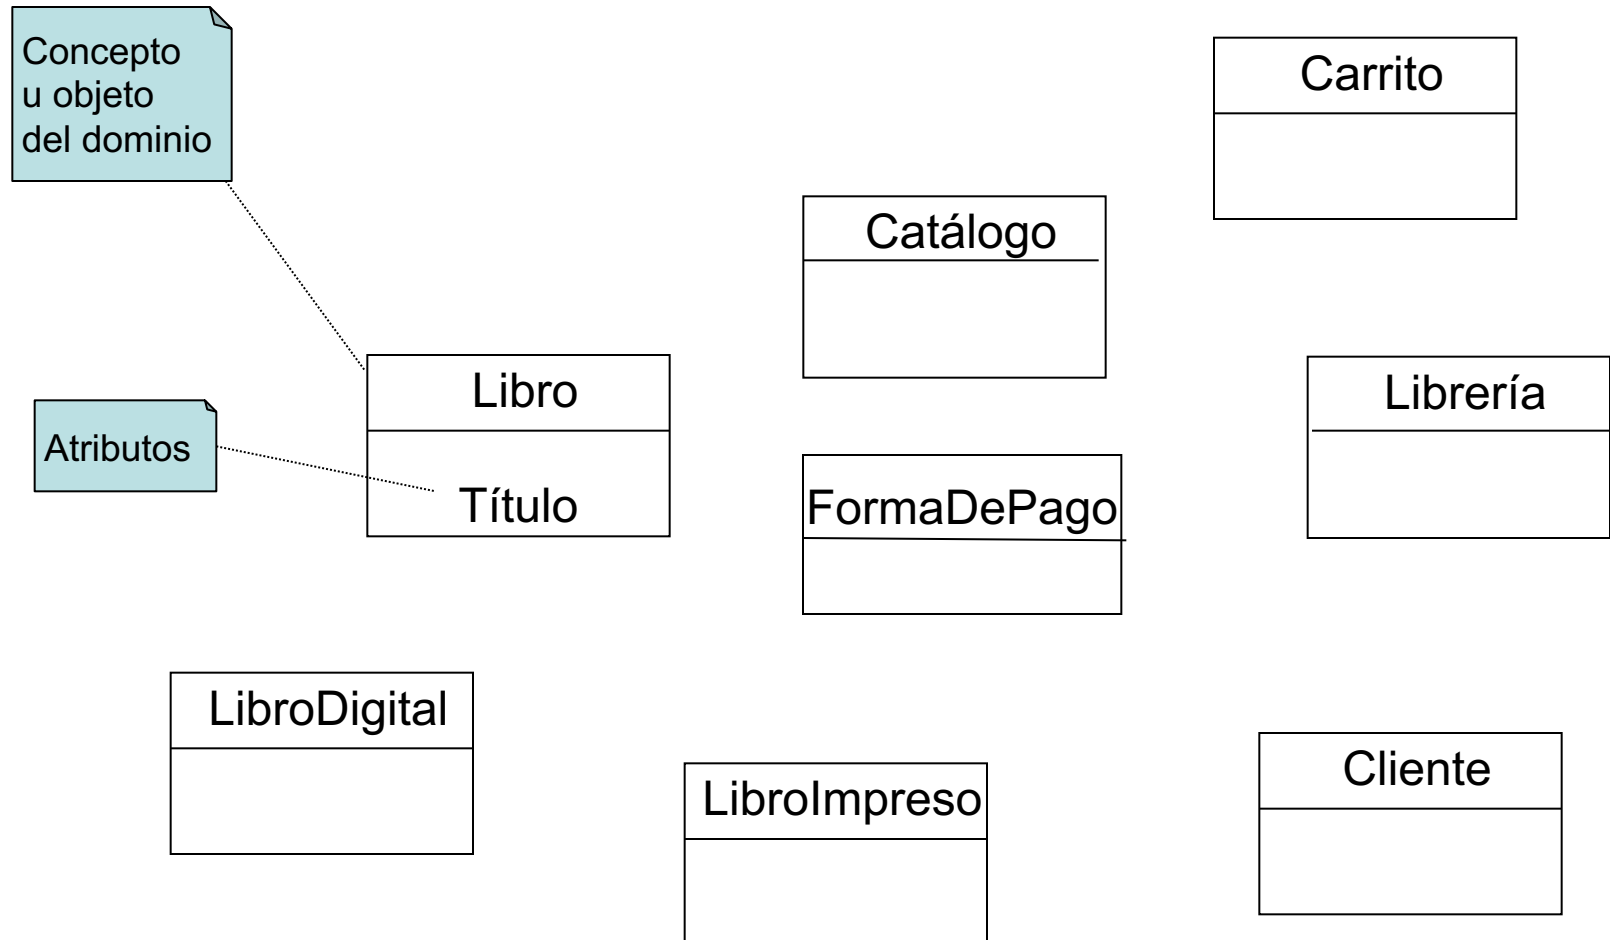 Concepto
u objeto
del dominio
Carrito
Catálogo
Libro
Librería
Atributos
Título
FormaDePago
LibroDigital
LibroImpreso
Cliente